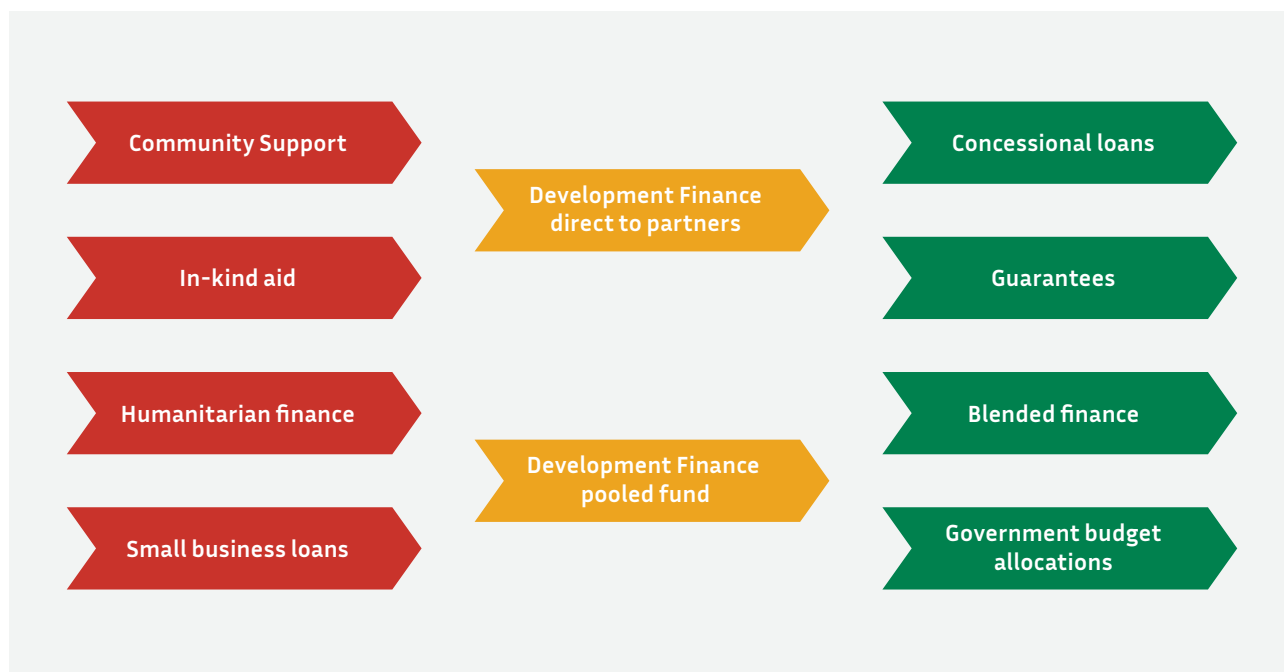 Community Support
In-kind aid
Humanitarian finance
Small business loans
Development Finance
direct to partners
Development Finance
pooled fund
Concessional loans
Guarantees
Blended finance
Government budget
allocations